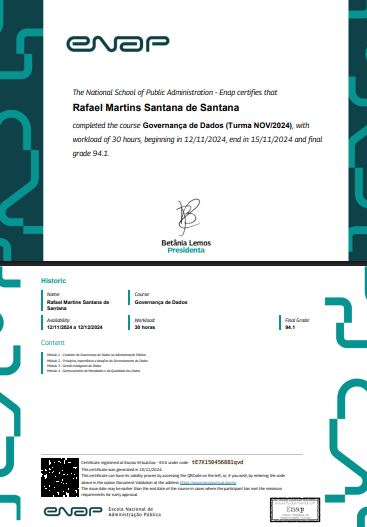 enap
The National School of Public Administration - Enap certifies that
Rafael Martins Santana de Santana
completed the course Governança de Dados (Turma NOV/2024), with
workload of 30 hours, beginning in 12/11/2024, end in 15/11/2024 and final
grade 94.1.
Betânia Lemos
Presidenta
Historic
Name:
Rafael Martins Santana de
Santana
Course:
Governança de Dados
Availability:
12/11/2024 a 12/12/2024
Workload:
30 horas
Final Grade:
94.1
Content
Módulo 1 - Contexto da Governança de Dados na Administração Pública
Módulo 2 - Princípios, experiência e desafios do Gerenciamento de Dados
Módulo 3 - Gestão Inteligente de Dados
Módulo 4 - Gerenciamento de Metadados e da Qualidade dos Dados
Certificate registered at Escola Virtual Gov - EVG under code
This certificate was generated in 15/11/2024.
This certificate can have its validity proven by accessing the QRCode on the left, or, if you wish, by entering the code
above in the option Document Validation at the address
The issue date may be earlier than the end date of the course in cases where the participant has met the minimum
requirements for early approval.
enap
Escola Nacional de
Administração Pública
Enap